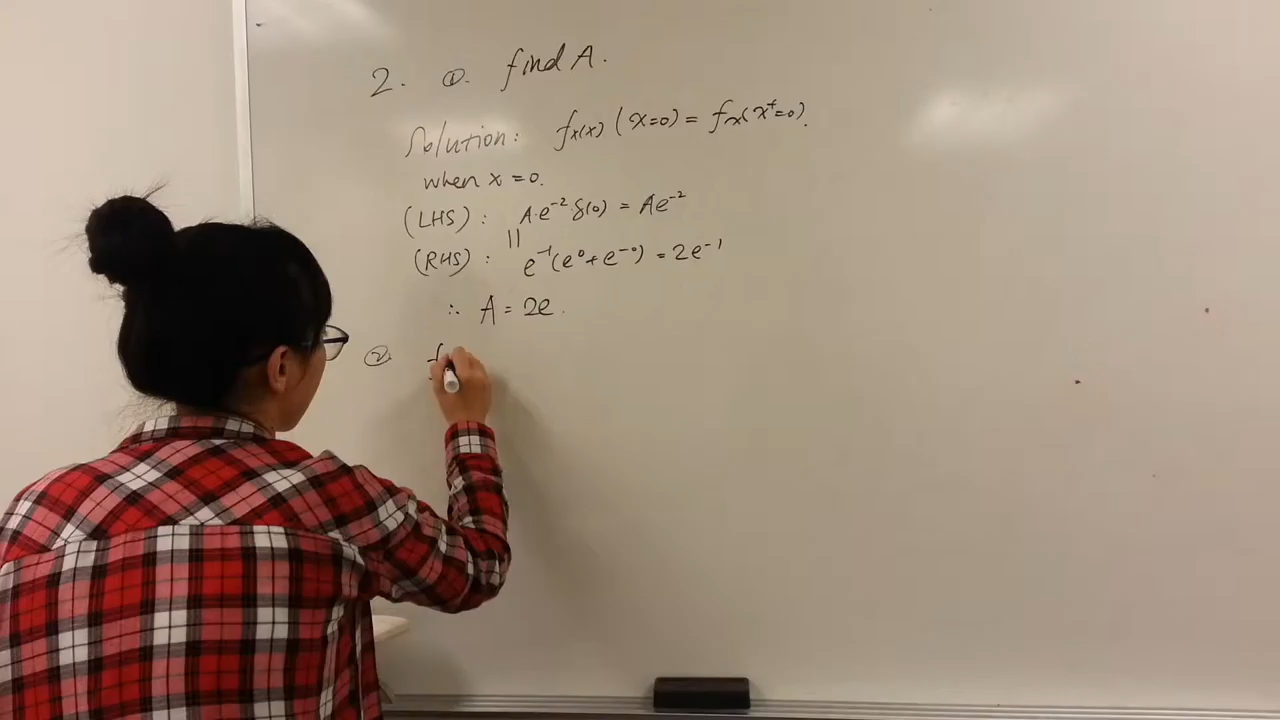 2. ①. find A.
Solution: fx(x) (x=0) = fx(x⁺=0).
when x = 0.
(LHS): A·e⁻²·δ(0) = Ae⁻²
||
(RHS): e⁻¹(e⁰+e⁻⁰) = 2e⁻¹
∴ A = 2e.
②. f